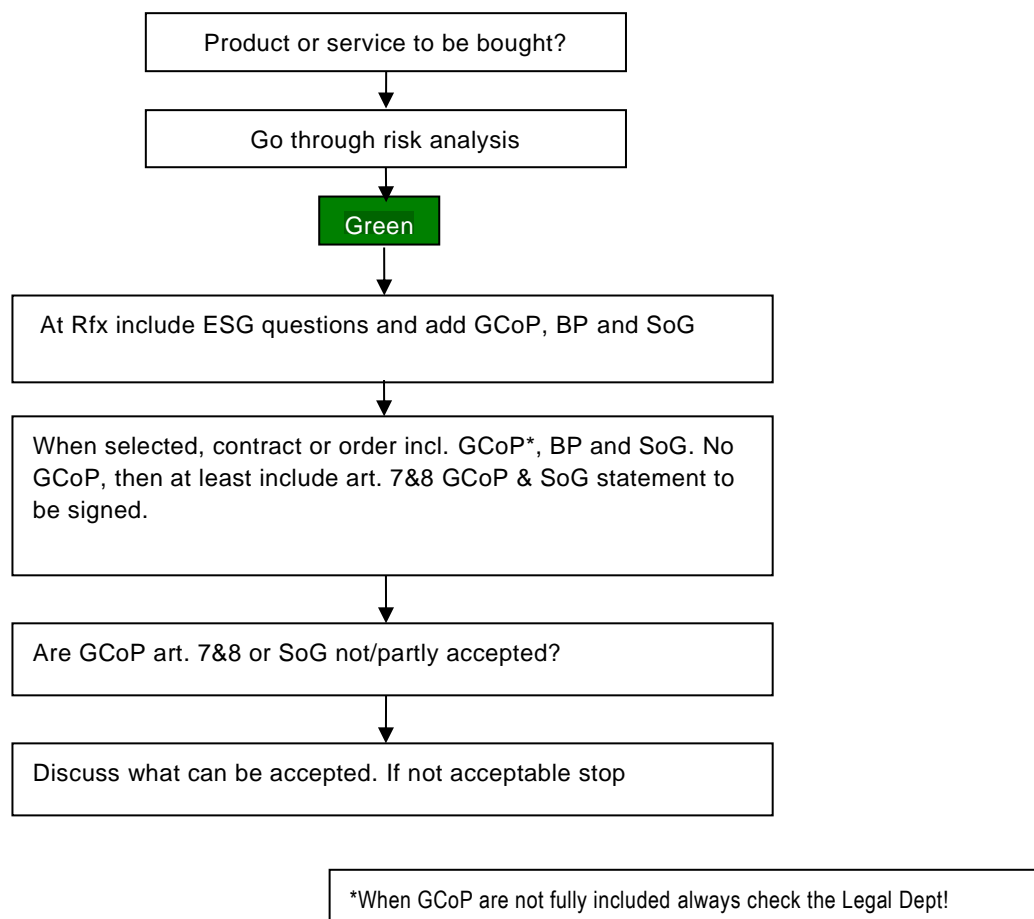 Product or service to be bought?
Go through risk analysis
Green
At Rfx include ESG questions and add GCoP, BP and SoG
When selected, contract or order incl. GCoP*, BP and SoG. No
GCoP, then at least include art. 7&8 GCoP & SoG statement to
be signed.
Are GCoP art. 7&8 or SoG not/partly accepted?
Discuss what can be accepted. If not acceptable stop
*When GCoP are not fully included always check the Legal Dept!